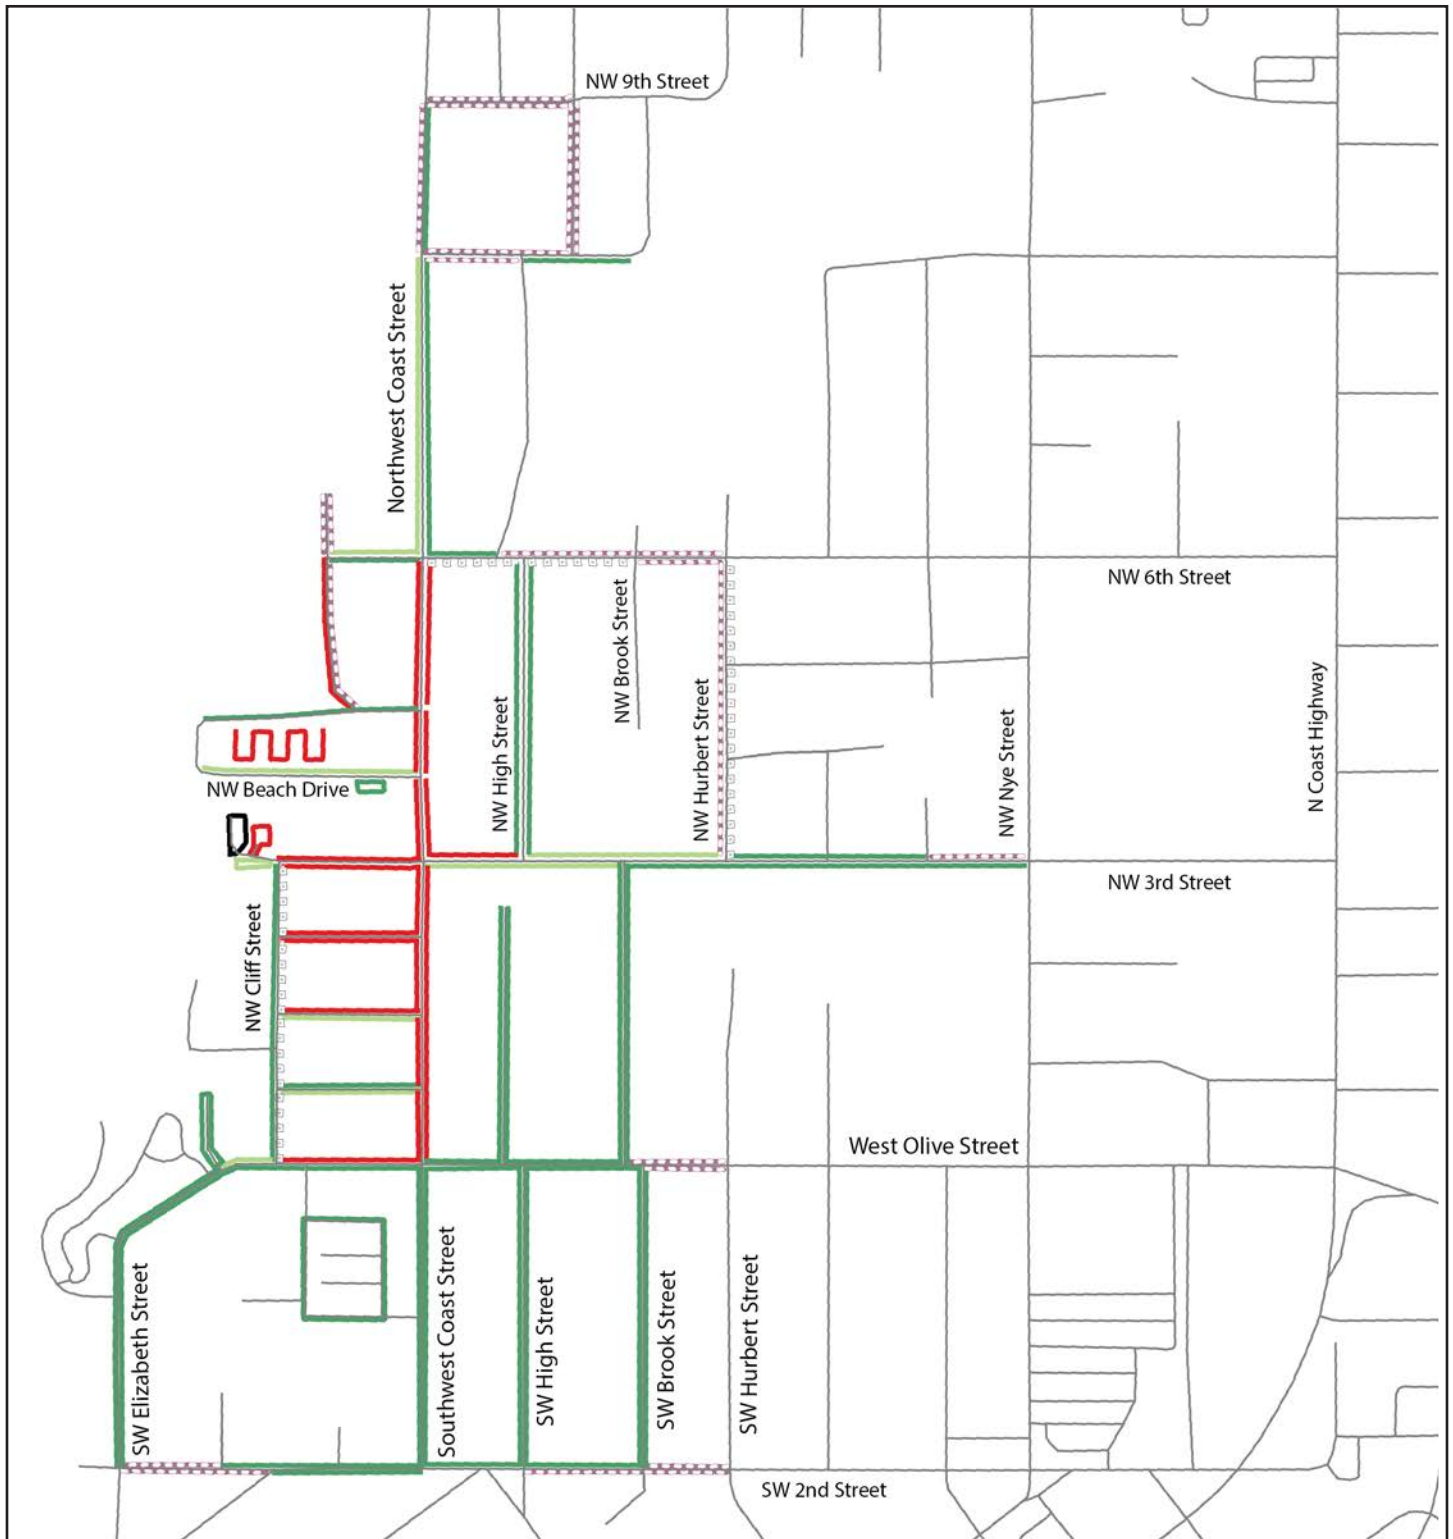 NW 9th Street
Northwest Coast Street
NW 6th Street
NW Brook Street
NW High Street
NW Hurbert Street
NW Nye Street
N Coast Highway
NW Beach Drive
NW 3rd Street
NW Cliff Street
West Olive Street
SW Elizabeth Street
Southwest Coast Street
SW High Street
SW Brook Street
SW Hurbert Street
SW 2nd Street